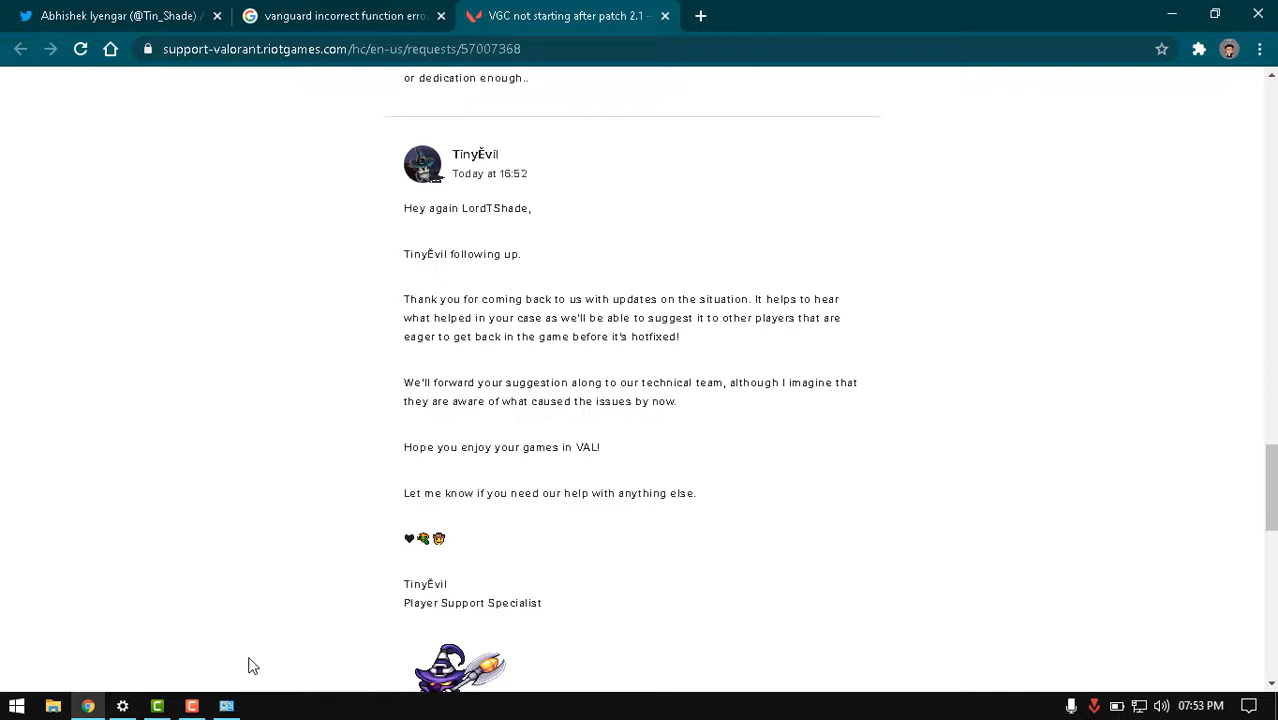 Abhishek Iyengar (@Tin_Shade) /
vanguard incorrect function erro
VGC not starting after patch 2.1 –
support-valorant.riotgames.com/hc/en-us/requests/57007368
or dedication enough..
TinyĚvil
Today at 16:52
Hey again LordTShade,
TinyĚvil following up.
Thank you for coming back to us with updates on the situation. It helps to hear
what helped in your case as we'll be able to suggest it to other players that are
eager to get back in the game before it's hotfixed!
We'll forward your suggestion along to our technical team, although I imagine that
they are aware of what caused the issues by now.
Hope you enjoy your games in VAL!
Let me know if you need our help with anything else.
TinyĚvil
Player Support Specialist
07:53 PM